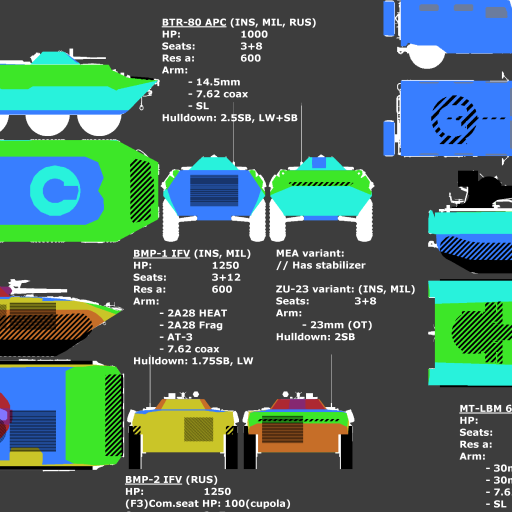 BTR-80 APC (INS, MIL, RUS)
HP: 1000
Seats: 3+8
Res a: 600
Arm:
- 14.5mm
- 7.62 coax
- SL
Hulldown: 2.5SB, LW+SB
BMP-1 IFV (INS, MIL)
HP: 1250
Seats: 3+12
Res a: 600
Arm:
- 2A28 HEAT
- 2A28 Frag
- AT-3
- 7.62 coax
Hulldown: 1.75SB, LW
MEA variant:
// Has stabilizer
ZU-23 variant: (INS, MIL)
Seats: 3+8
Arm:
- 23mm (OT)
Hulldown: 2SB
MT-LBM 6
HP:
Seats:
Res a:
Arm:
- 30m
- 30m
- 7.6
- SL
BMP-2 IFV (RUS)
HP: 1250
(F3)Com.seat HP: 100(cupola)